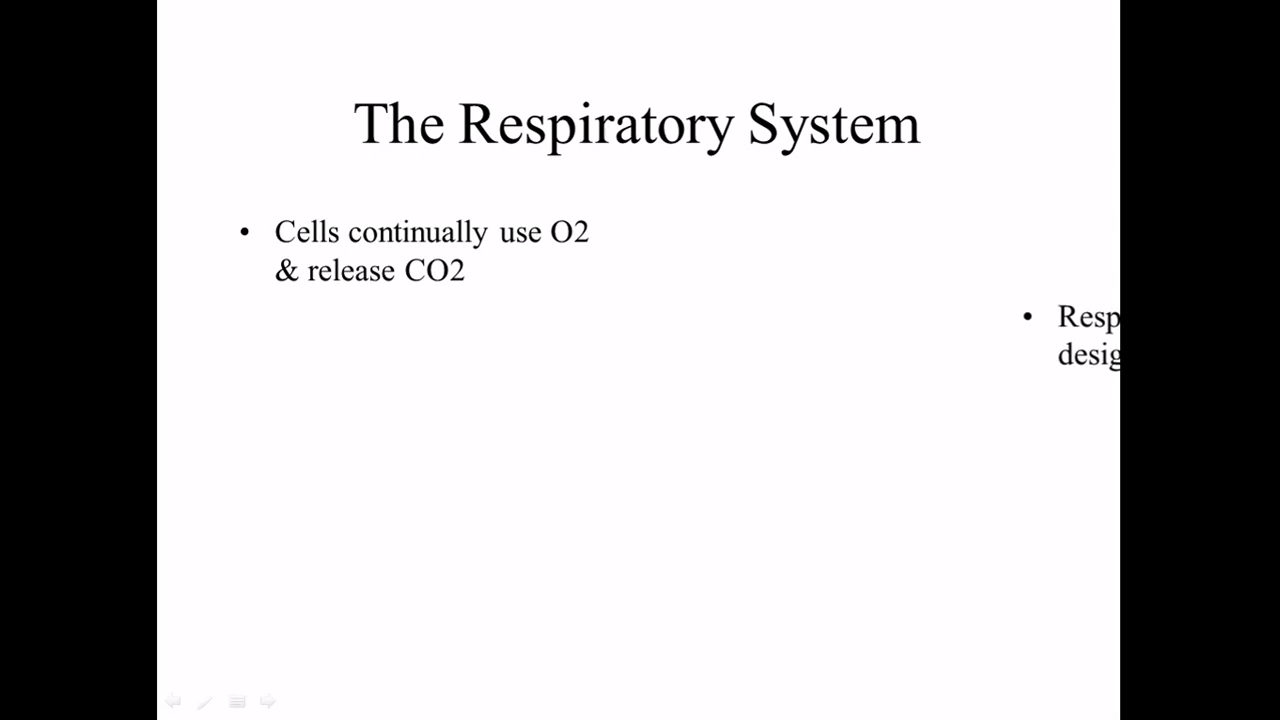 The Respiratory System
• Cells continually use O2
& release CO2
• Resp
desig